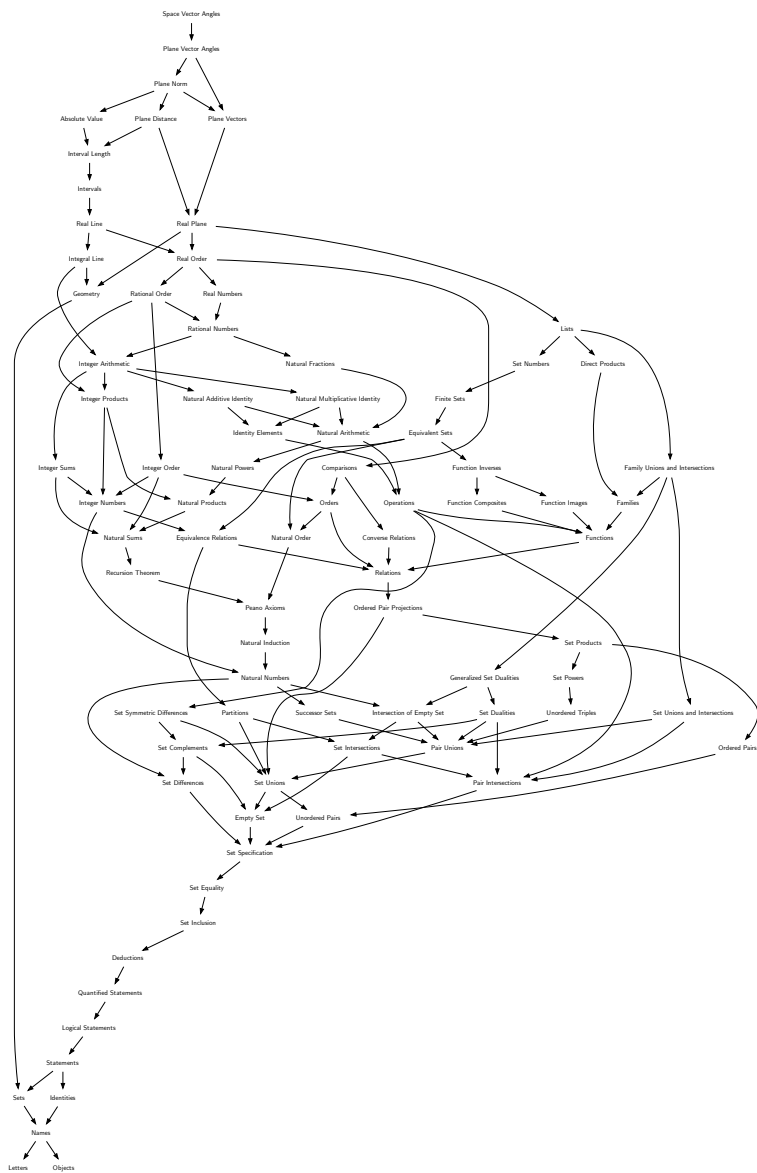 Space Vector Angles
Plane Vector Angles
Plane Norm
Absolute Value
Plane Distance
Plane Vectors
Interval Length
Intervals
Real Line
Real Plane
Integral Line
Real Order
Geometry
Rational Order
Real Numbers
Rational Numbers
Lists
Integer Arithmetic
Natural Fractions
Set Numbers
Direct Products
Integer Products
Natural Additive Identity
Natural Multiplicative Identity
Finite Sets
Identity Elements
Natural Arithmetic
Equivalent Sets
Integer Sums
Integer Order
Natural Powers
Comparisons
Function Inverses
Family Unions and Intersections
Integer Numbers
Natural Products
Orders
Operations
Function Composites
Function Images
Families
Natural Sums
Equivalence Relations
Natural Order
Converse Relations
Functions
Recursion Theorem
Relations
Peano Axioms
Ordered Pair Projections
Natural Induction
Set Products
Natural Numbers
Generalized Set Dualities
Set Powers
Set Symmetric Differences
Partitions
Successor Sets
Intersection of Empty Set
Set Dualities
Unordered Triples
Set Unions and Intersections
Set Complements
Set Intersections
Pair Unions
Ordered Pairs
Set Differences
Set Unions
Pair Intersections
Empty Set
Unordered Pairs
Set Specification
Set Equality
Set Inclusion
Deductions
Quantified Statements
Logical Statements
Statements
Sets
Identities
Names
Letters
Objects